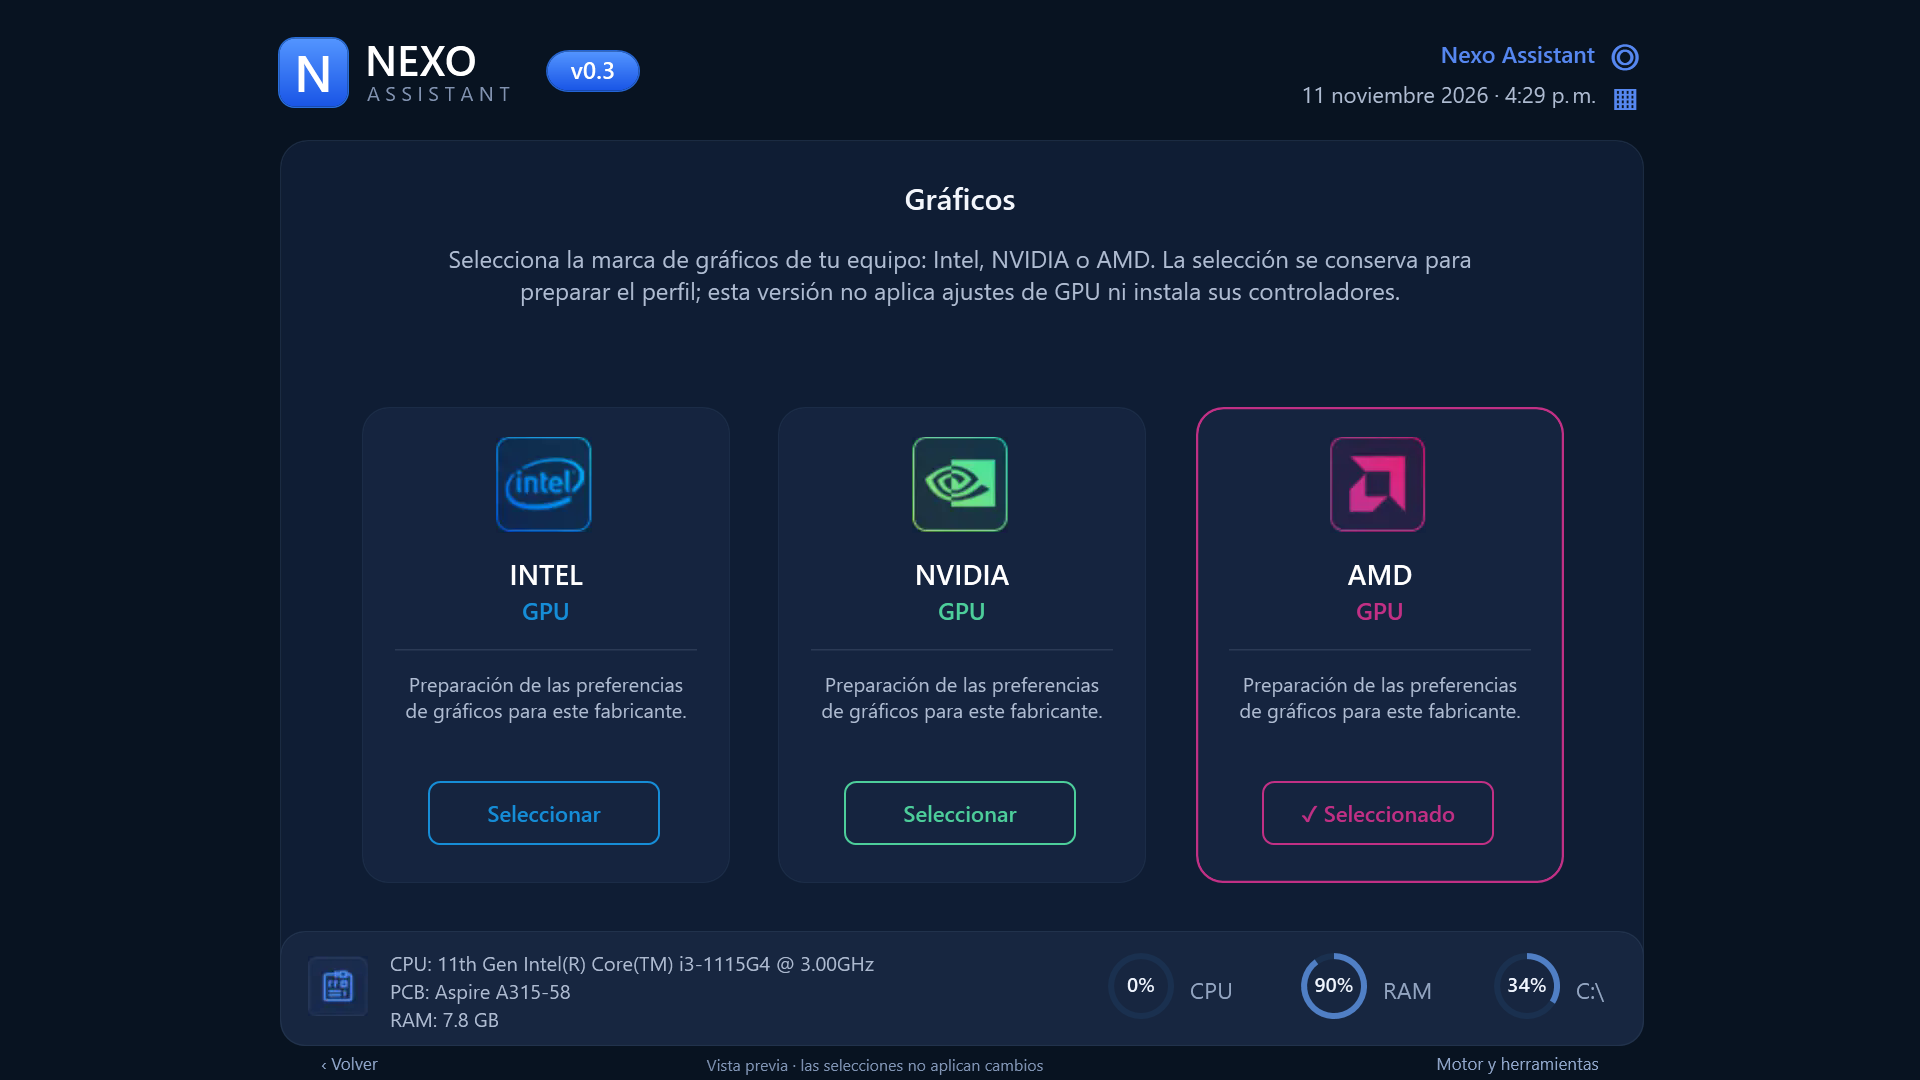 N
NEXO
ASSISTANT
v0.3
Nexo Assistant
11 noviembre 2026 · 4:29 p. m.
Gráficos
Selecciona la marca de gráficos de tu equipo: Intel, NVIDIA o AMD. La selección se conserva para
preparar el perfil; esta versión no aplica ajustes de GPU ni instala sus controladores.
intel
INTEL
GPU
Preparación de las preferencias
de gráficos para este fabricante.
Seleccionar
NVIDIA
GPU
Preparación de las preferencias
de gráficos para este fabricante.
Seleccionar
AMD
GPU
Preparación de las preferencias
de gráficos para este fabricante.
✓ Seleccionado
CPU: 11th Gen Intel(R) Core(TM) i3-1115G4 @ 3.00GHz
PCB: Aspire A315-58
RAM: 7.8 GB
0% CPU
90% RAM
34% C:\
‹ Volver
Vista previa · las selecciones no aplican cambios
Motor y herramientas